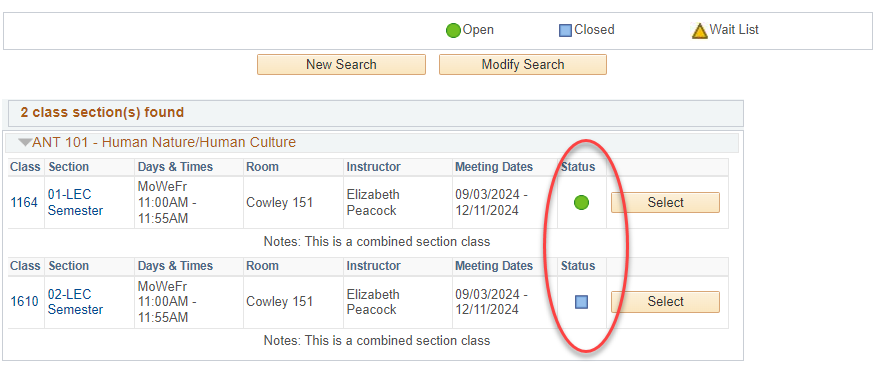 Open Closed Wait List
New Search Modify Search
2 class section(s) found
ANT 101 - Human Nature/Human Culture
Class Section Days & Times Room Instructor Meeting Dates Status
1164 01-LEC Semester MoWeFr 11:00AM - 11:55AM Cowley 151 Elizabeth Peacock 09/03/2024 - 12/11/2024 Select
Notes: This is a combined section class
Class Section Days & Times Room Instructor Meeting Dates Status
1610 02-LEC Semester MoWeFr 11:00AM - 11:55AM Cowley 151 Elizabeth Peacock 09/03/2024 - 12/11/2024 Select
Notes: This is a combined section class